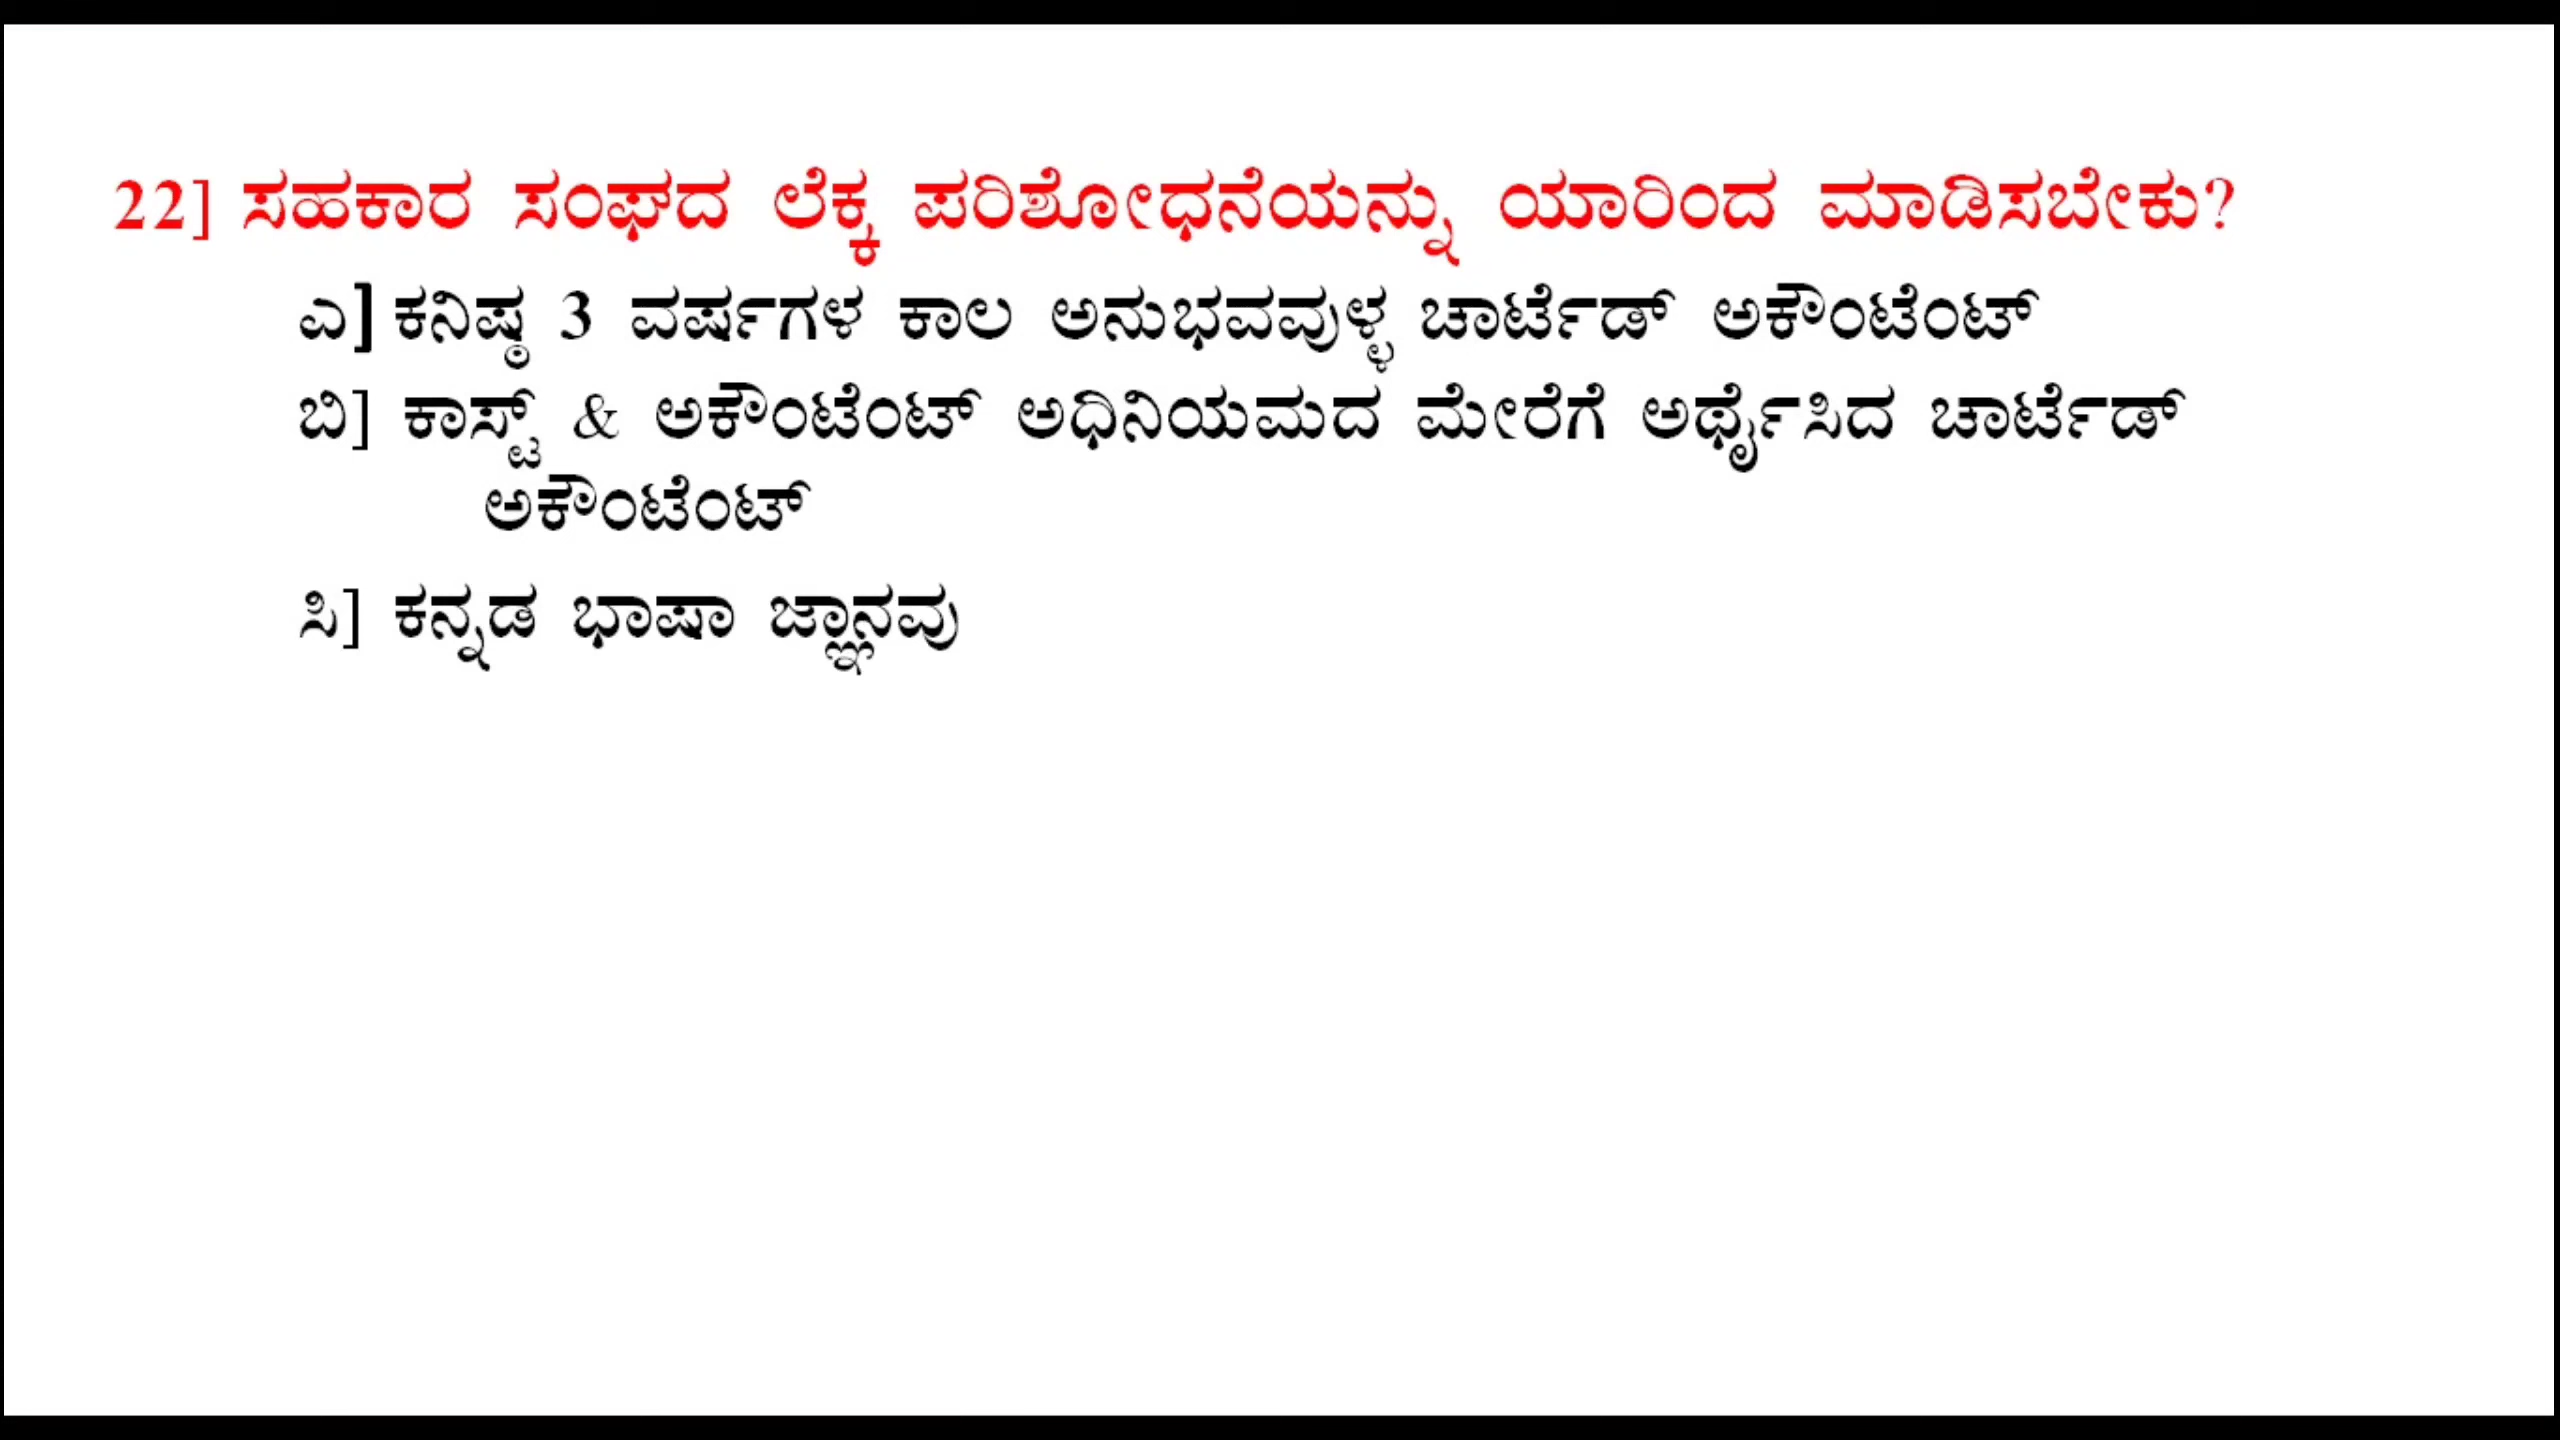 22] ಸಹಕಾರ ಸಂಘದ ಲೆಕ್ಕ ಪರಿಶೋಧನೆಯನ್ನು ಯಾರಿಂದ ಮಾಡಿಸಬೇಕು?
ಎ] ಕನಿಷ್ಠ 3 ವರ್ಷಗಳ ಕಾಲ ಅನುಭವವುಳ್ಳ ಚಾರ್ಟೆಡ್ ಅಕೌಂಟೆಂಟ್
ಬಿ] ಕಾಸ್ಟ್ & ಅಕೌಂಟೆಂಟ್ ಅಧಿನಿಯಮದ ಮೇರೆಗೆ ಅರ್ಥೈಸಿದ ಚಾರ್ಟೆಡ್
ಅಕೌಂಟೆಂಟ್
ಸಿ] ಕನ್ನಡ ಭಾಷಾ ಜ್ಞಾನವು